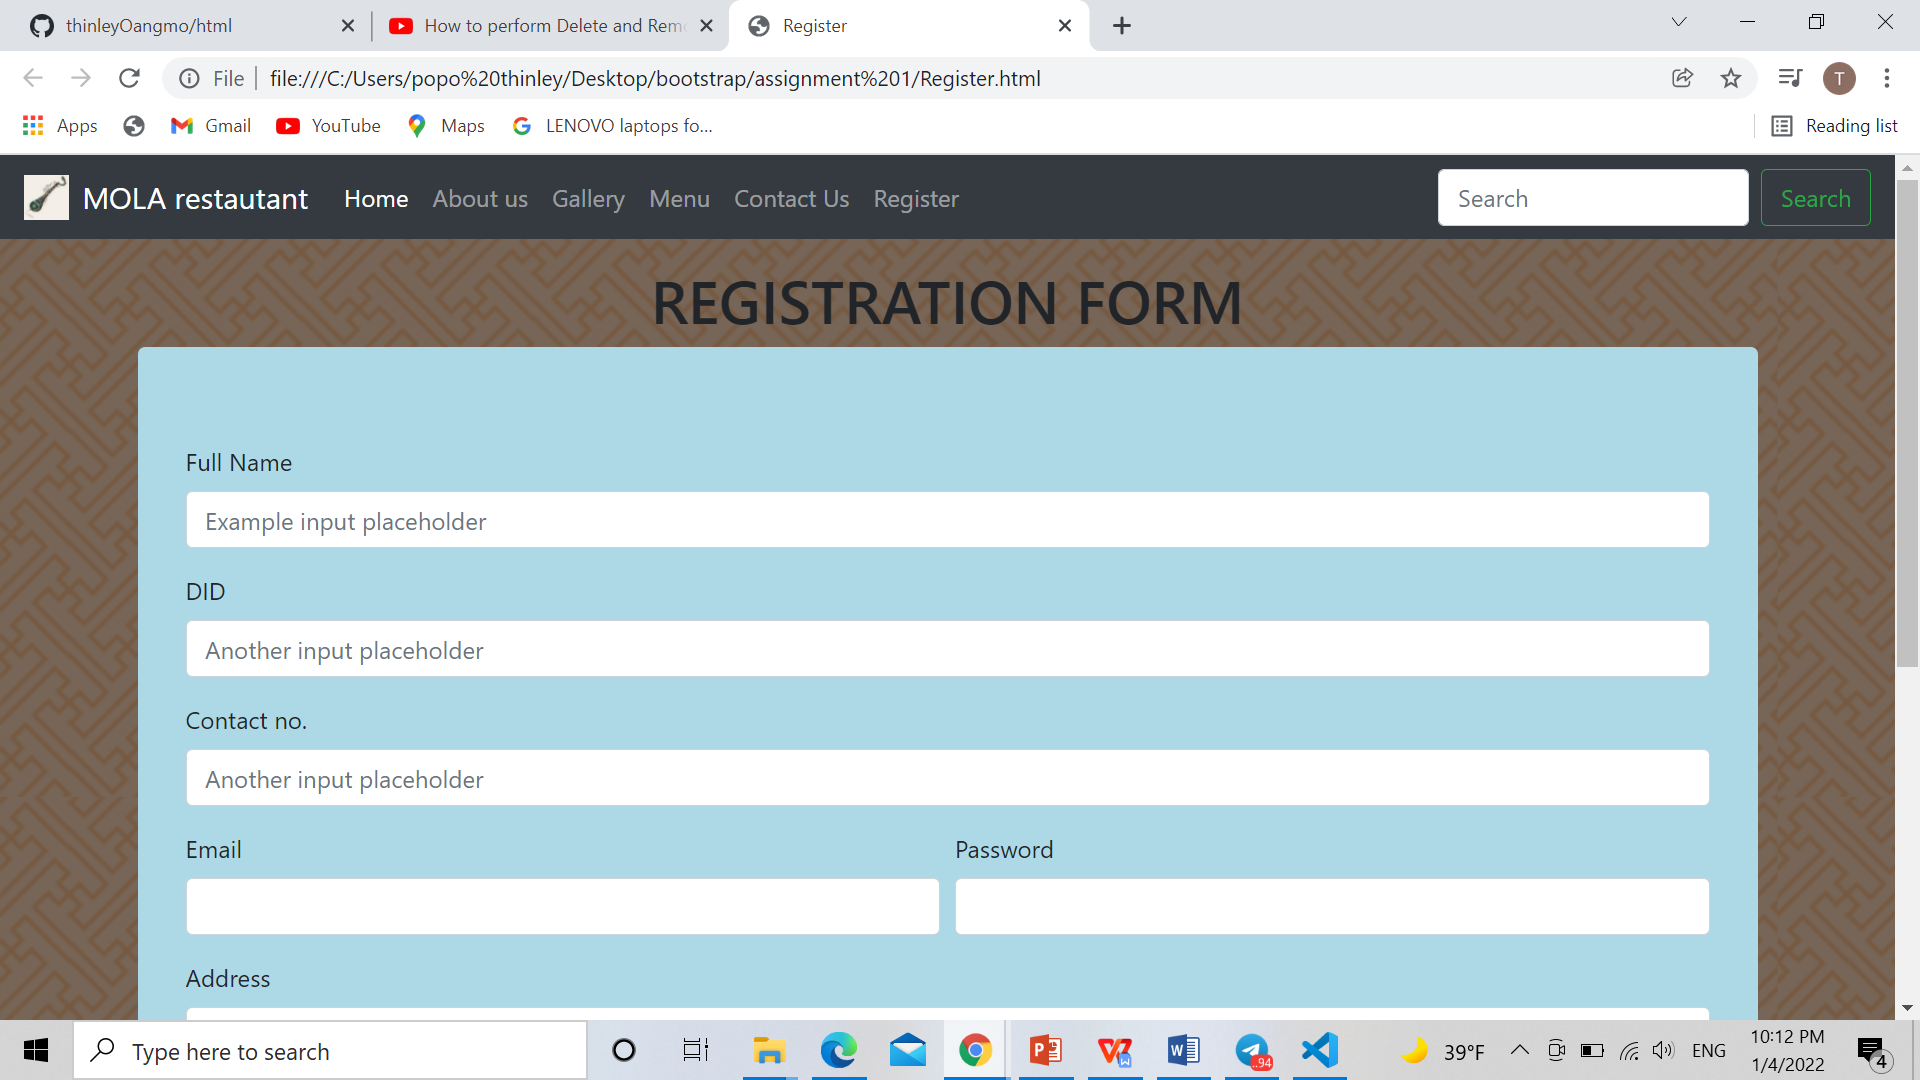 thinleyOangmo/html
How to perform Delete and Rem
Register
File
file:///C:/Users/popo%20thinley/Desktop/bootstrap/assignment%201/Register.html
T
Apps
Gmail
YouTube
Maps
LENOVO laptops fo...
Reading list
MOLA restautant
Home
About us
Gallery
Menu
Contact Us
Register
Search
Search
REGISTRATION FORM
Full Name
Example input placeholder
DID
Another input placeholder
Contact no.
Another input placeholder
Email
Password
Address
Type here to search
..94
39°F
ENG
10:12 PM
1/4/2022
4